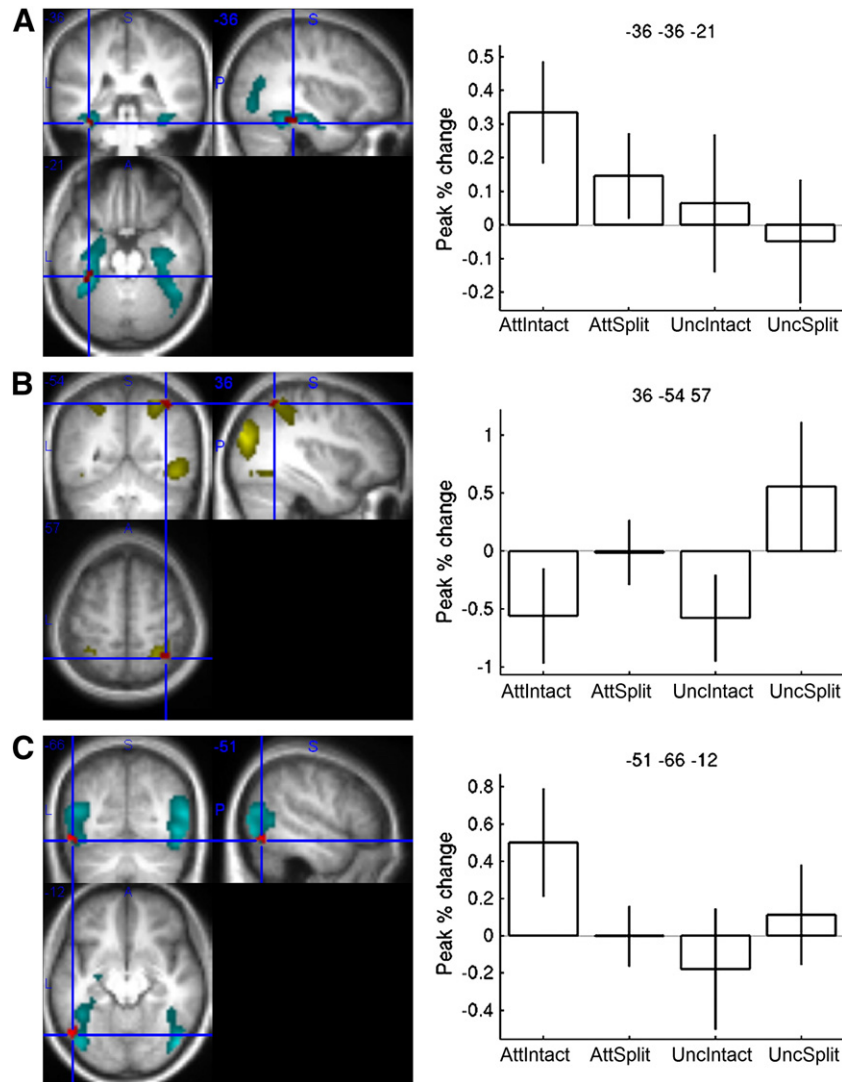 A
-36 S
-36 S
L
P
-21 A
L
-36 -36 -21
Peak % change
0.5
0.4
0.3
0.2
0.1
0
-0.1
-0.2
AttIntact AttSplit UncIntact UncSplit
B
-54 S
36 S
L
P
57 A
L
36 -54 57
Peak % change
1
0.5
0
-0.5
-1
AttIntact AttSplit UncIntact UncSplit
C
-66 S
-51 S
L
P
-12 A
L
-51 -66 -12
Peak % change
0.8
0.6
0.4
0.2
0
-0.2
-0.4
AttIntact AttSplit UncIntact UncSplit